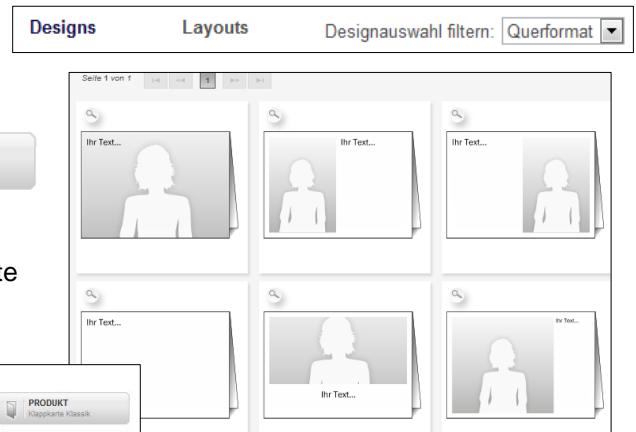 Designs Layouts Designauswahl filtern: Querformat
Seite 1 von 1 1
Ihr Text... Ihr Text... Ihr Text...
te
Ihr Text... Ihr Text... Ihr Text...
PRODUKT
Klappkarte Klassik